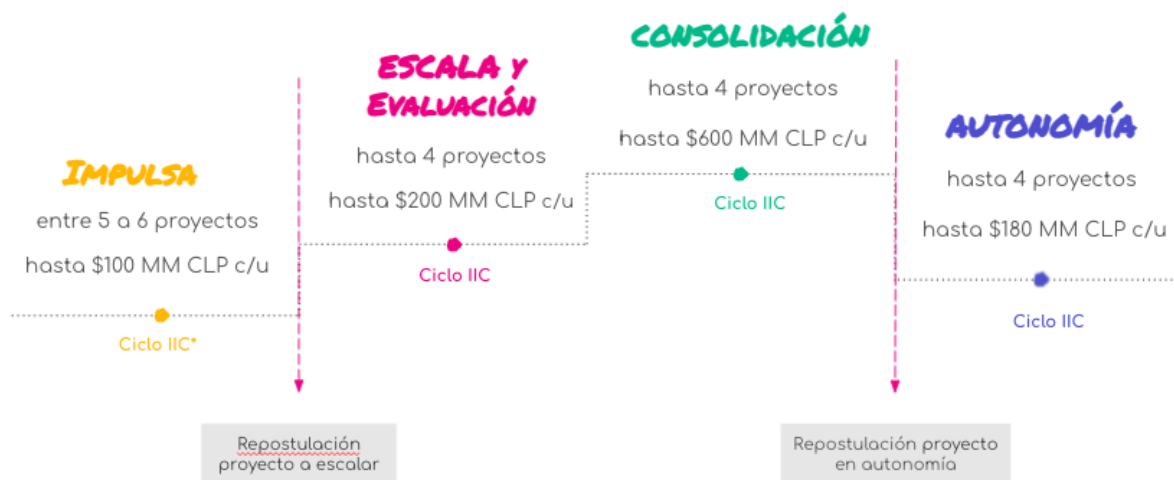 IMPULSA
entre 5 a 6 proyectos
hasta $100 MM CLP c/u
Ciclo IIC*
ESCALA y
EVALUACIÓN
hasta 4 proyectos
hasta $200 MM CLP c/u
Ciclo IIC
CONSOLIDACIÓN
hasta 4 proyectos
hasta $600 MM CLP c/u
Ciclo IIC
AUTONOMÍA
hasta 4 proyectos
hasta $180 MM CLP c/u
Ciclo IIC
Repostulación
proyecto a escalar
Repostulación proyecto
en autonomía